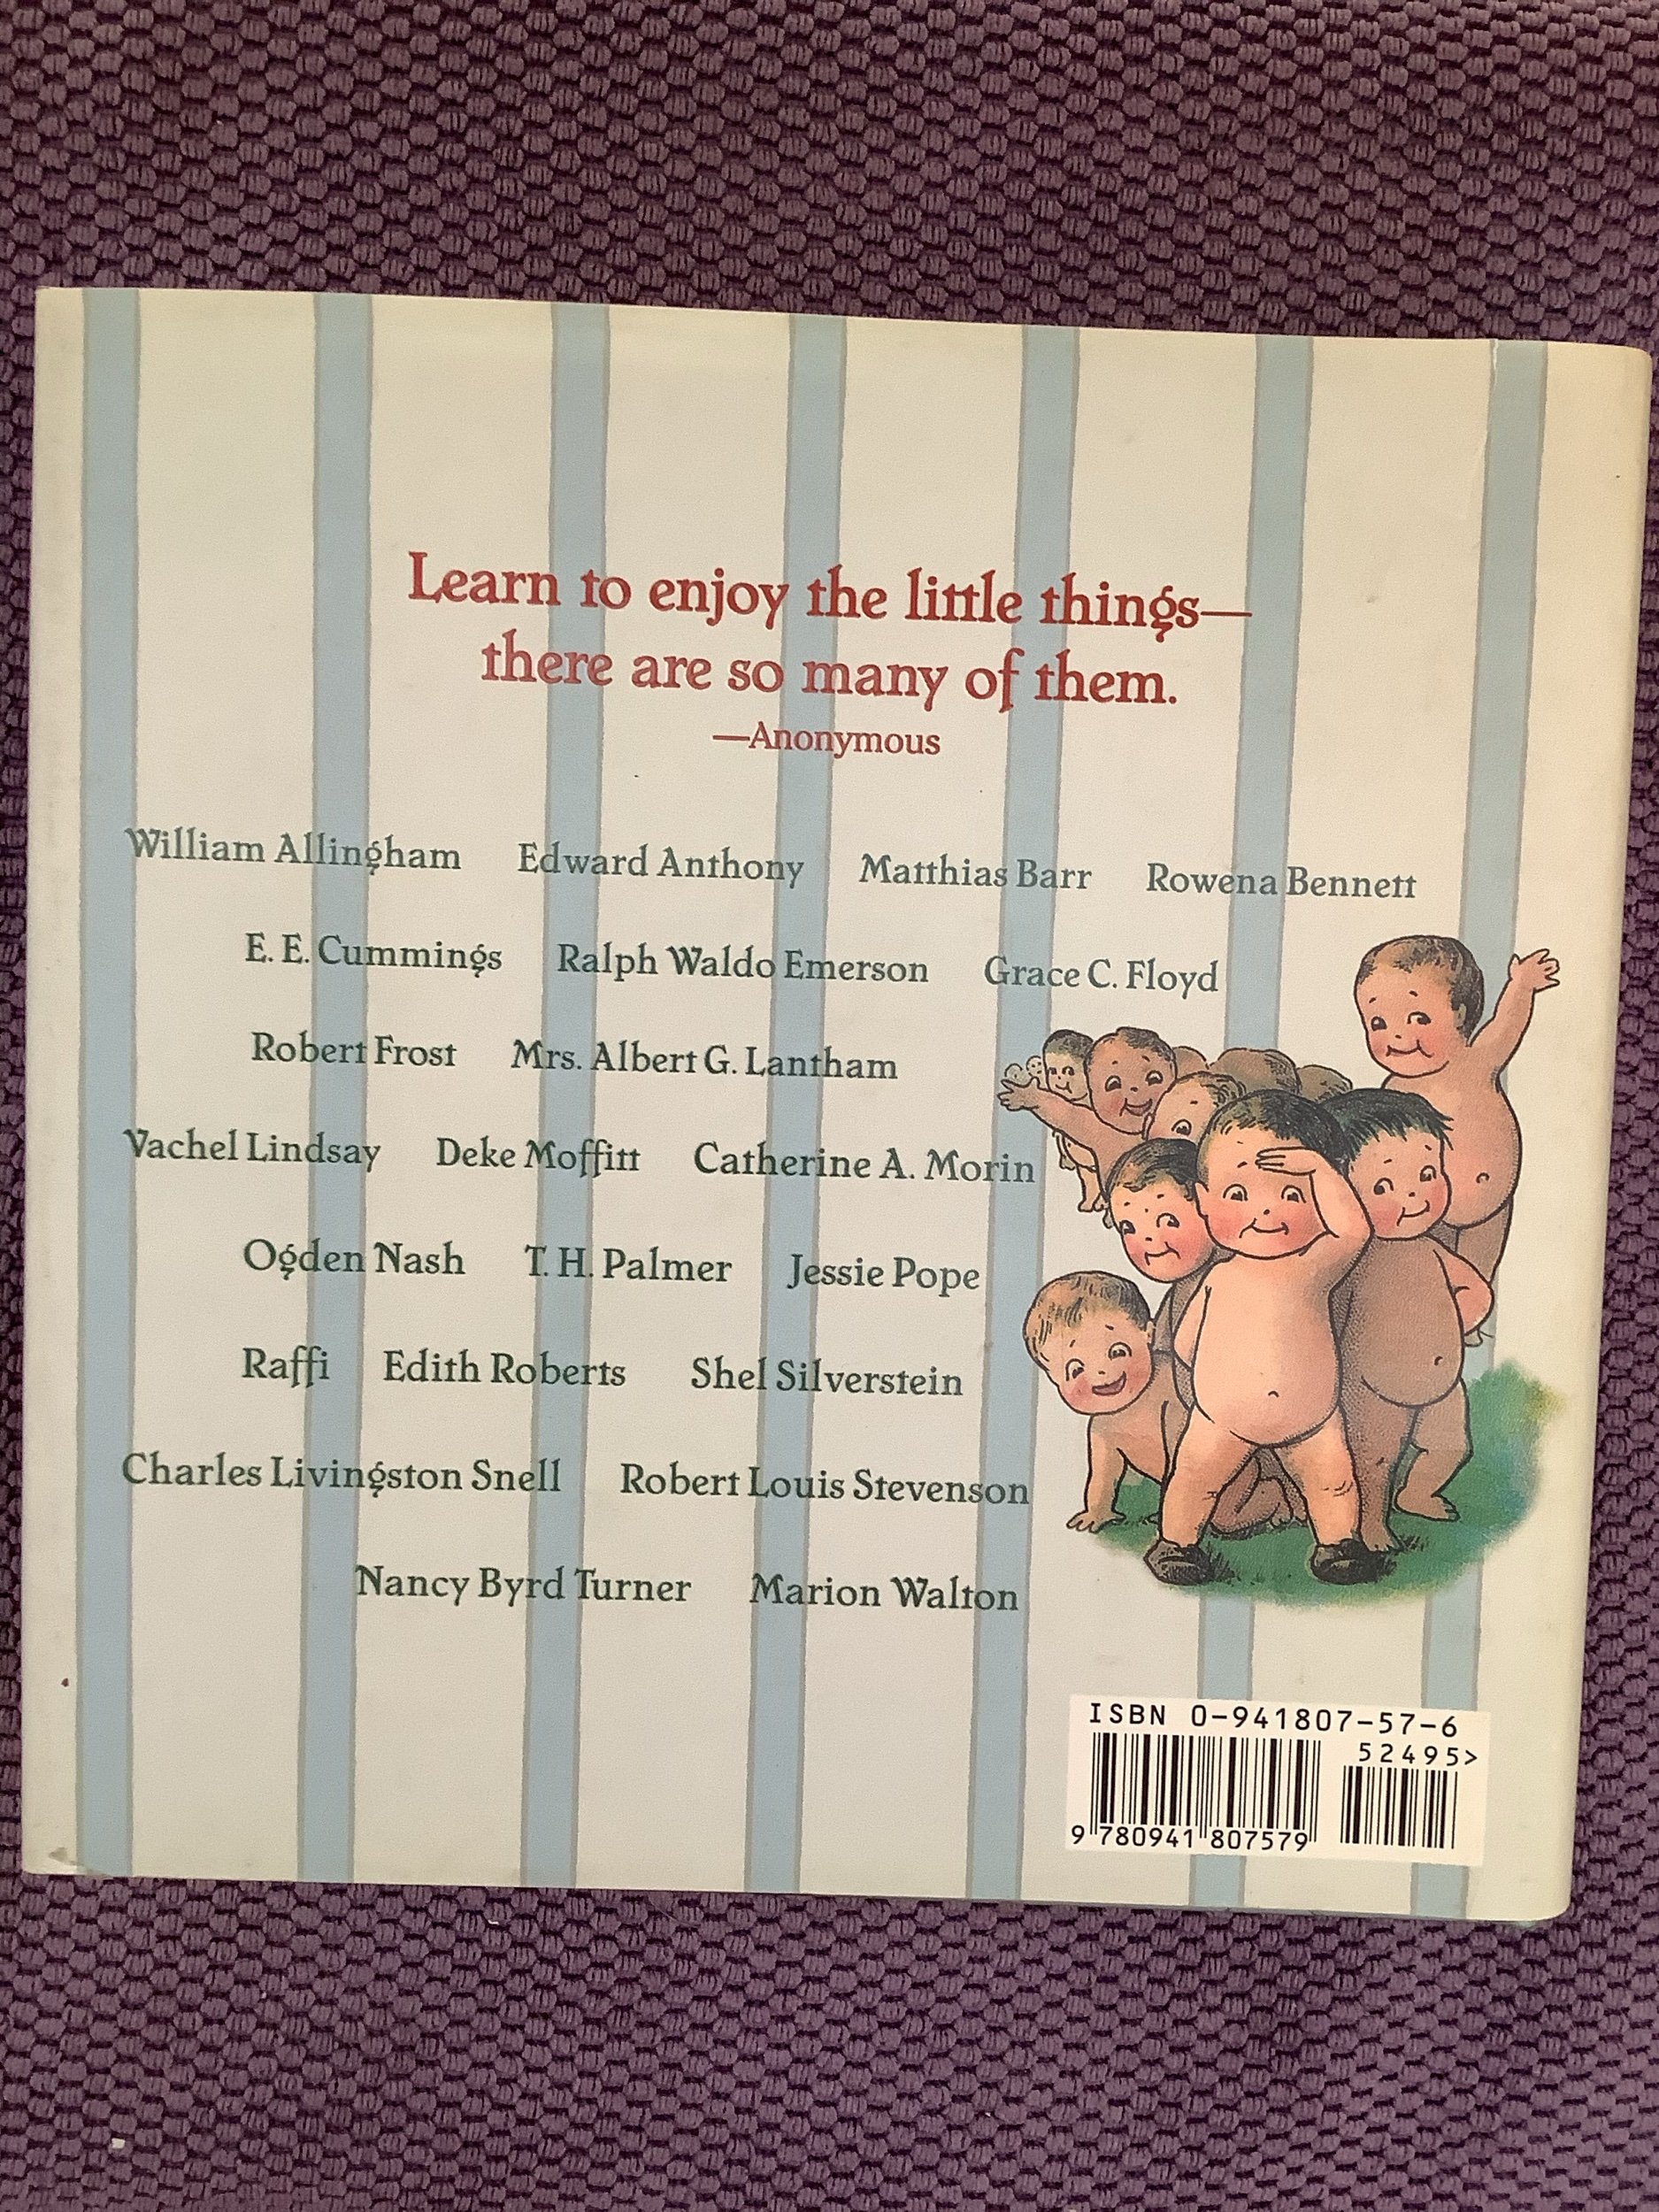 Learn to enjoy the little things—
there are so many of them.
—Anonymous
William Allingham Edward Anthony Matthias Barr Rowena Bennett
E. E. Cummings Ralph Waldo Emerson Grace C. Floyd
Robert Frost Mrs. Albert G. Lantham
Vachel Lindsay Deke Moffitt Catherine A. Morin
Ogden Nash T. H. Palmer Jessie Pope
Raffi Edith Roberts Shel Silverstein
Charles Livingston Snell Robert Louis Stevenson
Nancy Byrd Turner Marion Walton
ISBN 0-941807-57-6
52495>
9 780941 807579